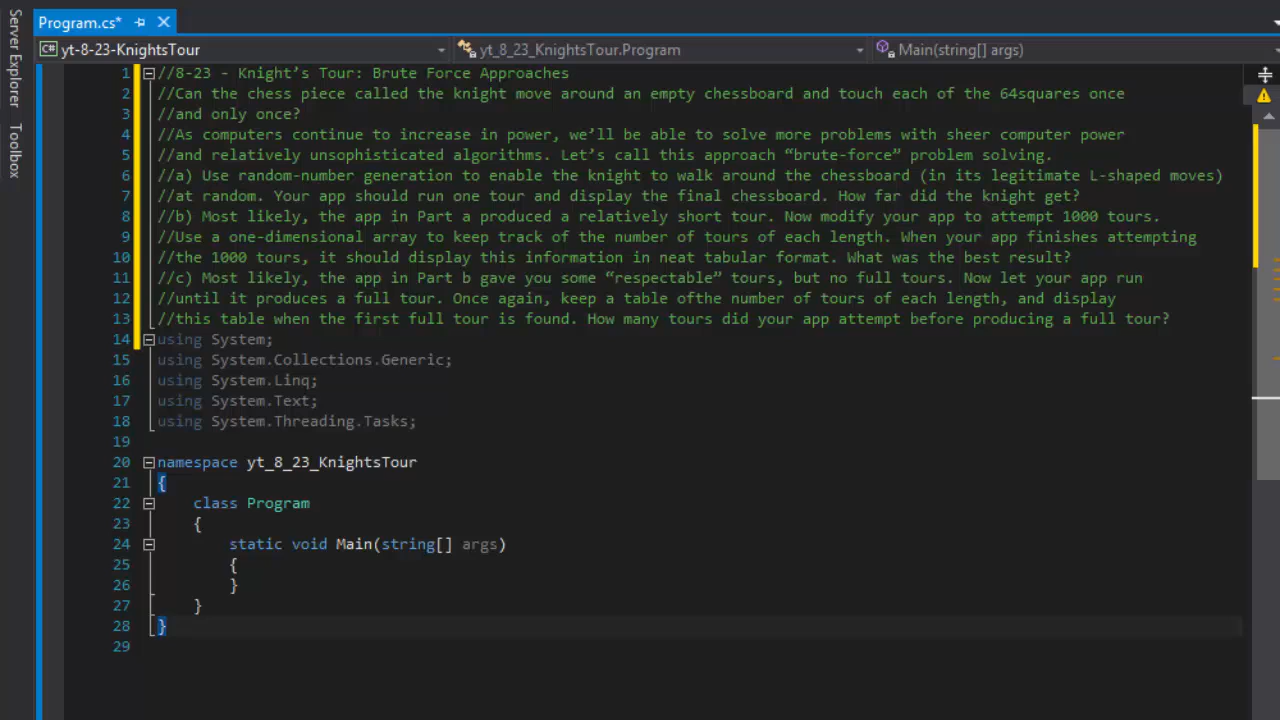 Server Explorer
Toolbox
Program.cs*
C# yt-8-23-KnightsTour
yt_8_23_KnightsTour.Program
Main(string[] args)
1 //8-23 - Knight’s Tour: Brute Force Approaches
2 //Can the chess piece called the knight move around an empty chessboard and touch each of the 64squares once
3 //and only once?
4 //As computers continue to increase in power, we’ll be able to solve more problems with sheer computer power
5 //and relatively unsophisticated algorithms. Let’s call this approach “brute-force” problem solving.
6 //a) Use random-number generation to enable the knight to walk around the chessboard (in its legitimate L-shaped moves)
7 //at random. Your app should run one tour and display the final chessboard. How far did the knight get?
8 //b) Most likely, the app in Part a produced a relatively short tour. Now modify your app to attempt 1000 tours.
9 //Use a one-dimensional array to keep track of the number of tours of each length. When your app finishes attempting
10 //the 1000 tours, it should display this information in neat tabular format. What was the best result?
11 //c) Most likely, the app in Part b gave you some “respectable” tours, but no full tours. Now let your app run
12 //until it produces a full tour. Once again, keep a table ofthe number of tours of each length, and display
13 //this table when the first full tour is found. How many tours did your app attempt before producing a full tour?
14 using System;
15 using System.Collections.Generic;
16 using System.Linq;
17 using System.Text;
18 using System.Threading.Tasks;
19
20 namespace yt_8_23_KnightsTour
21 {
22 class Program
23 {
24 static void Main(string[] args)
25 {
26 }
27 }
28 }
29